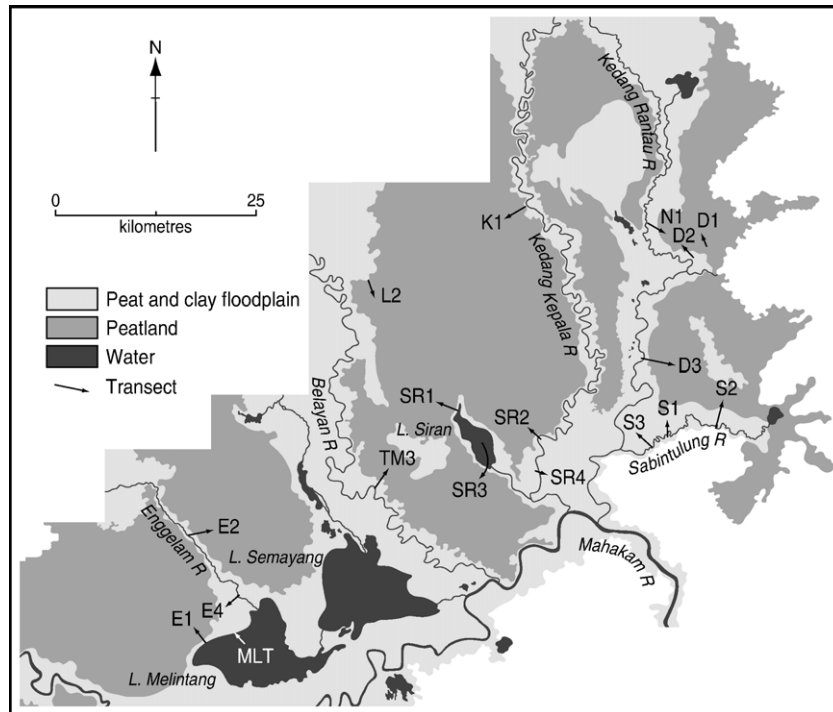 N
0
25
kilometres
Peat and clay floodplain
Peatland
Water
Transect
Kedang Rantau R
K1
N1
D1
D2
Kedang Kepala R
L2
Belayan R
D3
SR1
L. Siran
SR2
S2
S1
S3
Sabintulung R
TM3
SR3
SR4
Enggelam R
E2
L. Semayang
Mahakam R
E4
E1
MLT
L. Melintang